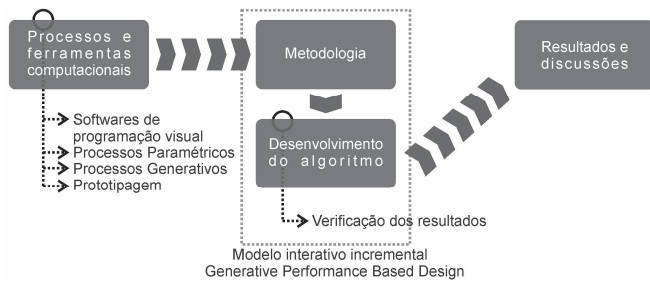 Processos e
ferramentas
computacionais
Softwares de
programação visual
Processos Paramétricos
Processos Generativos
Prototipagem
Metodologia
Desenvolvimento
do algoritmo
Verificação dos resultados
Modelo interativo incremental
Generative Performance Based Design
Resultados e
discussões